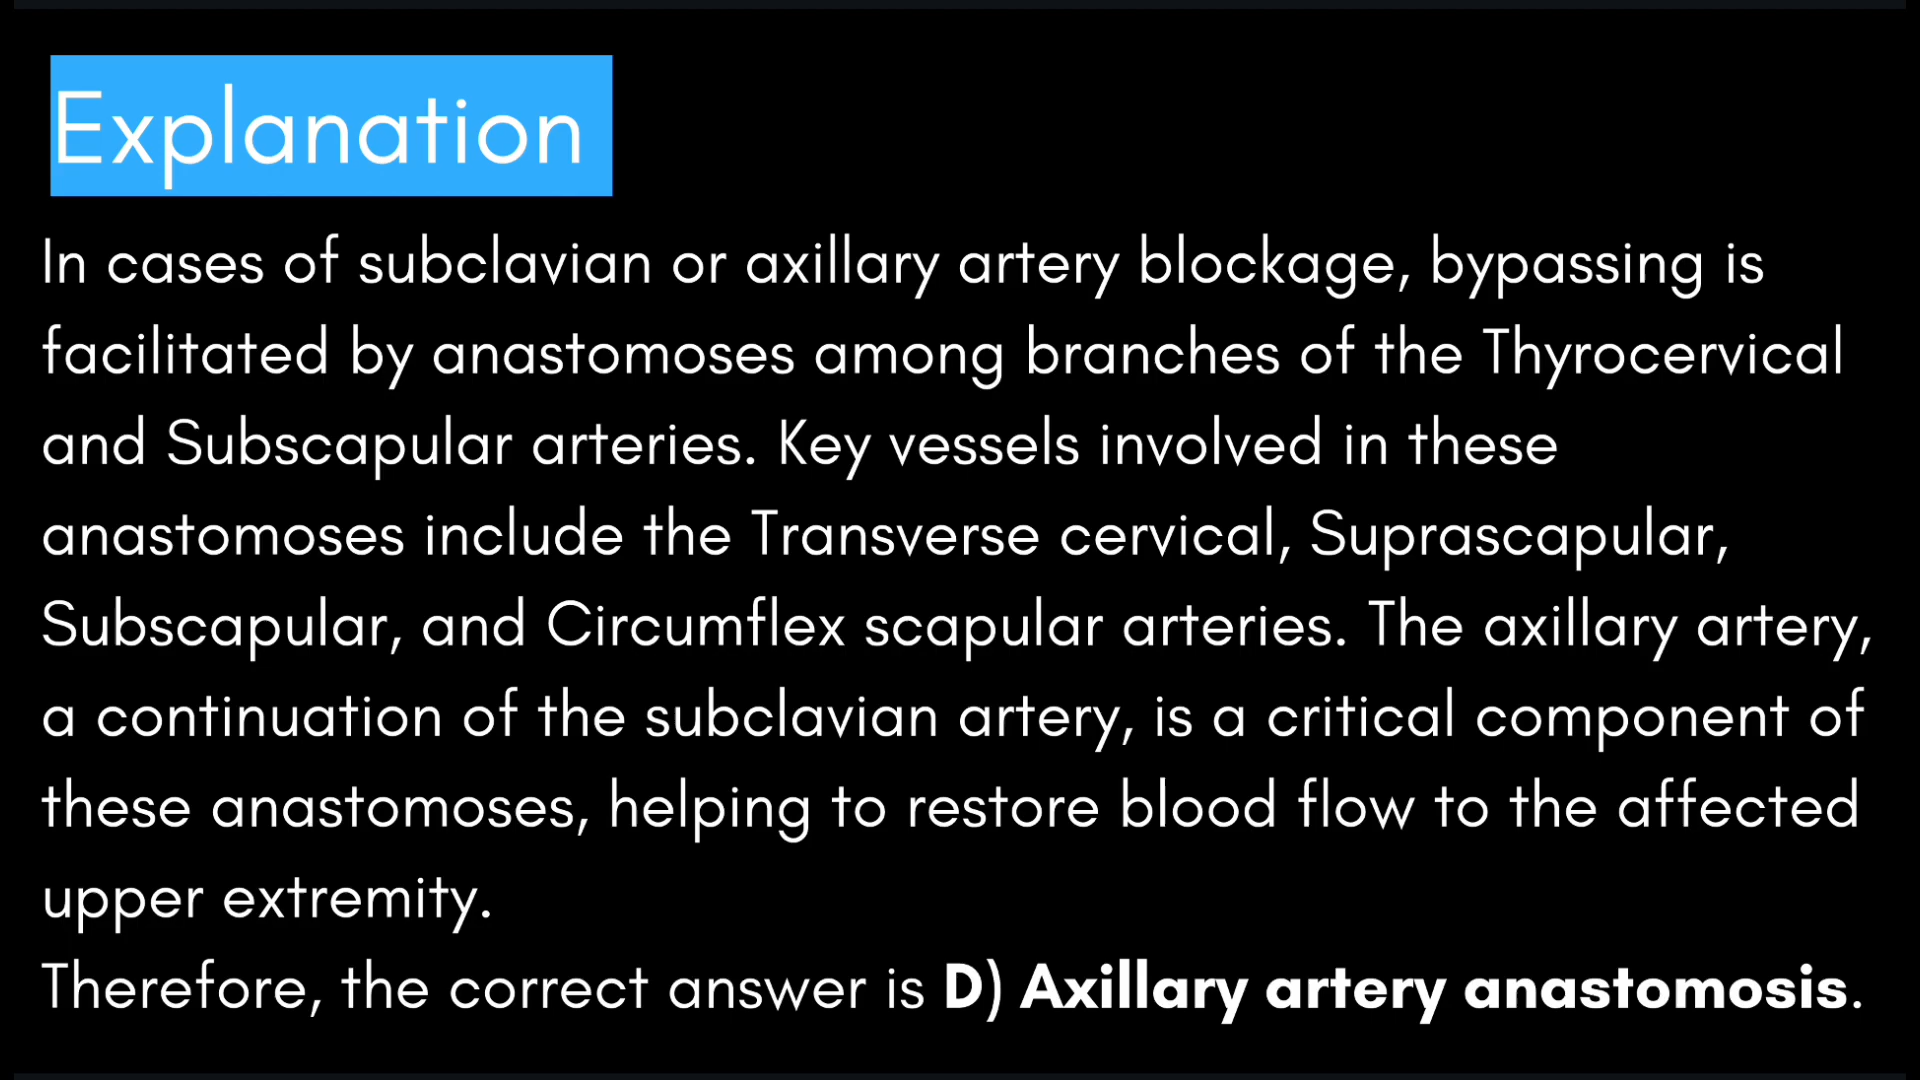 Explanation
In cases of subclavian or axillary artery blockage, bypassing is
facilitated by anastomoses among branches of the Thyrocervical
and Subscapular arteries. Key vessels involved in these
anastomoses include the Transverse cervical, Suprascapular,
Subscapular, and Circumflex scapular arteries. The axillary artery,
a continuation of the subclavian artery, is a critical component of
these anastomoses, helping to restore blood flow to the affected
upper extremity.
Therefore, the correct answer is D) Axillary artery anastomosis.